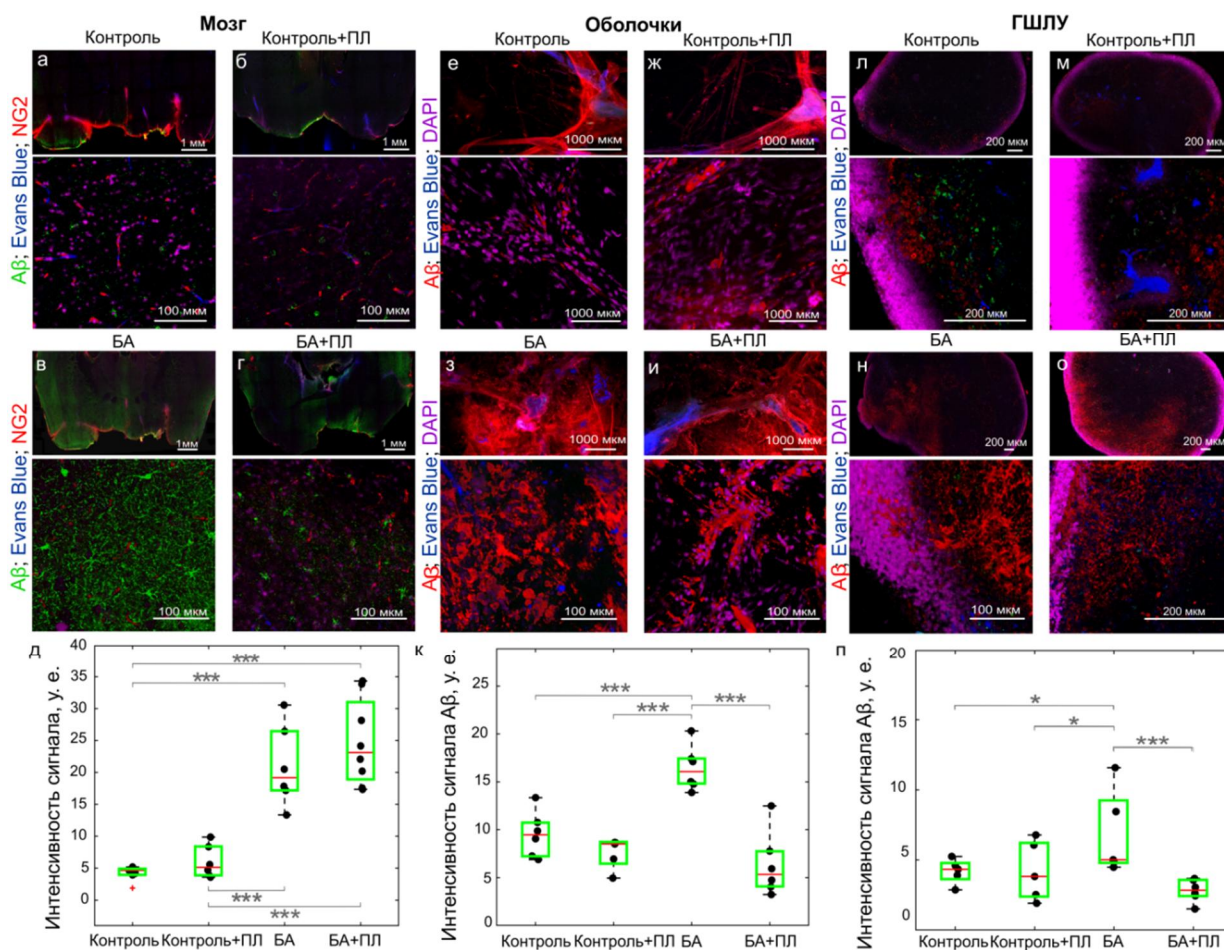 Мозг
Оболочки
ГШЛУ
Контроль
Контроль+ПЛ
Контроль
Контроль+ПЛ
Контроль
Контроль+ПЛ
Aβ; Evans Blue; NG2
а
1 мм
б
1 мм
Aβ; Evans Blue; DAPI
е
1000 мкм
ж
1000 мкм
Aβ; Evans Blue; DAPI
л
200 мкм
м
200 мкм
100 мкм
100 мкм
1000 мкм
1000 мкм
200 мкм
200 мкм
БА
БА+ПЛ
БА
БА+ПЛ
БА
БА+ПЛ
Aβ; Evans Blue; NG2
в
1мм
г
1 мм
Aβ; Evans Blue; DAPI
з
1000 мкм
и
1000 мкм
Aβ; Evans Blue; DAPI
н
200 мкм
о
200 мкм
100 мкм
100 мкм
100 мкм
100 мкм
100 мкм
200 мкм
д
Интенсивность сигнала, у. е.
40
35
30
25
20
15
10
5
0
***
***
***
***
Контроль
Контроль+ПЛ
БА
БА+ПЛ
к
Интенсивность сигнала Aβ, у. е.
25
20
15
10
5
0
***
***
***
Контроль
Контроль+ПЛ
БА
БА+ПЛ
п
Интенсивность сигнала Aβ, у. е.
20
15
10
5
0
*
*
***
Контроль
Контроль+ПЛ
БА
БА+ПЛ